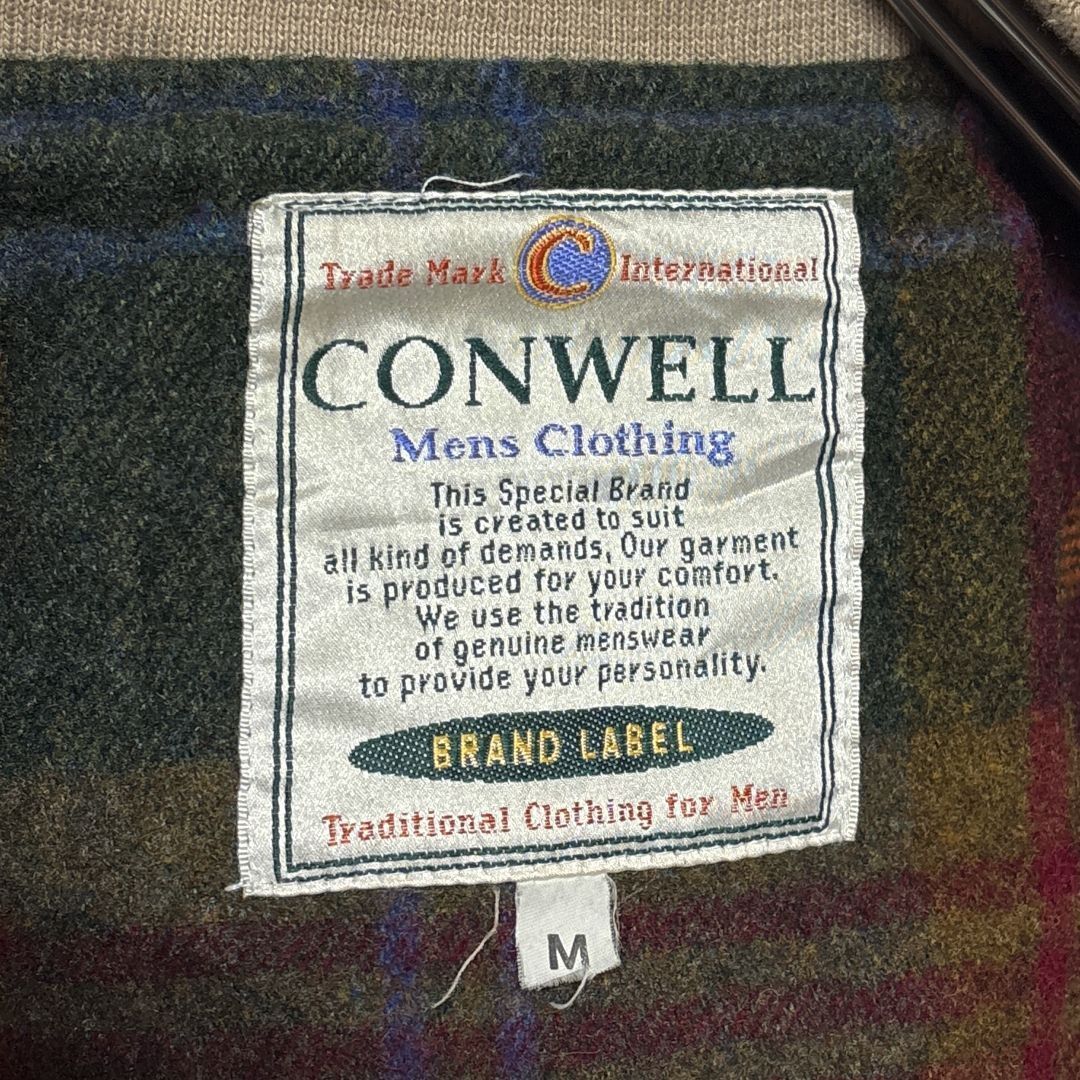 Trade Mark C International
CONWELL
Mens Clothing
This Special Brand
is created to suit
all kind of demands, Our garment
is produced for your comfort.
We use the tradition
of genuine menswear
to provide your personality.
BRAND LABEL
Traditional Clothing for Men
M